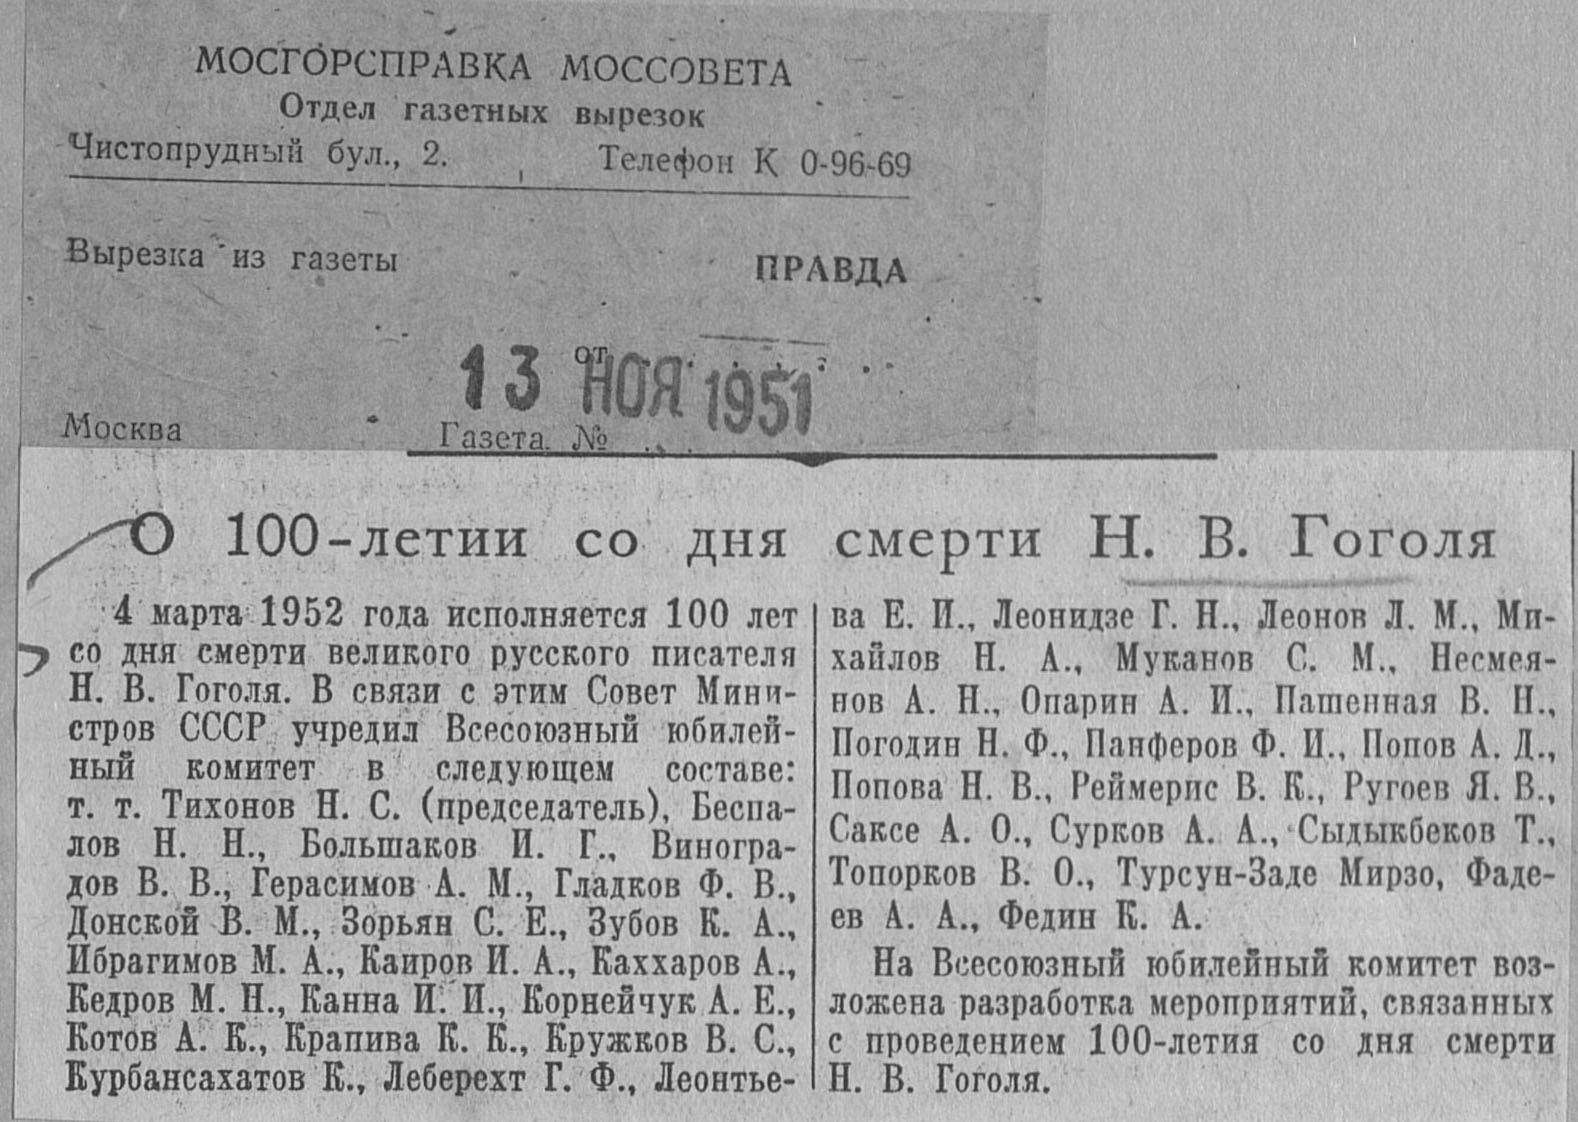 МОСГОРСПРАВКА МОССОВЕТА
Отдел газетных вырезок
Чистопрудный бул., 2. Телефон К 0-96-69
Вырезка из газеты ПРАВДА
от
13 НОЯ 1951
Москва Газета №
О 100-летии со дня смерти Н. В. Гоголя
4 марта 1952 года исполняется 100 лет
со дня смерти великого русского писателя
Н. В. Гоголя. В связи с этим Совет Мини-
стров СССР учредил Всесоюзный юбилей-
ный комитет в следующем составе:
т. т. Тихонов Н. С. (председатель), Беспа-
лов Н. Н., Большаков И. Г., Виногра-
дов В. В., Герасимов А. М., Гладков Ф. В.,
Донской В. М., Зорьян С. Е., Зубов К. А.,
Ибрагимов М. А., Каиров И. А., Каххаров А.,
Кедров М. Н., Канна И. И., Корнейчук А. Е.,
Котов А. К., Крапива К. К., Кружков В. С.,
Курбансахатов К., Леберехт Г. Ф., Леонтье-
ва Е. И., Леонидзе Г. Н., Леонов Л. М., Ми-
хайлов Н. А., Муканов С. М., Несмея-
нов А. Н., Опарин А. И., Пашенная В. Н.,
Погодин Н. Ф., Панферов Ф. И., Попов А. Д.,
Попова Н. В., Реймерис В. К., Ругоев Я. В.,
Саксе А. О., Сурков А. А., Сыдыкбеков Т.,
Топорков В. О., Турсун-Заде Мирзо, Фаде-
ев А. А., Федин К. А.
На Всесоюзный юбилейный комитет воз-
ложена разработка мероприятий, связанных
с проведением 100-летия со дня смерти
Н. В. Гоголя.